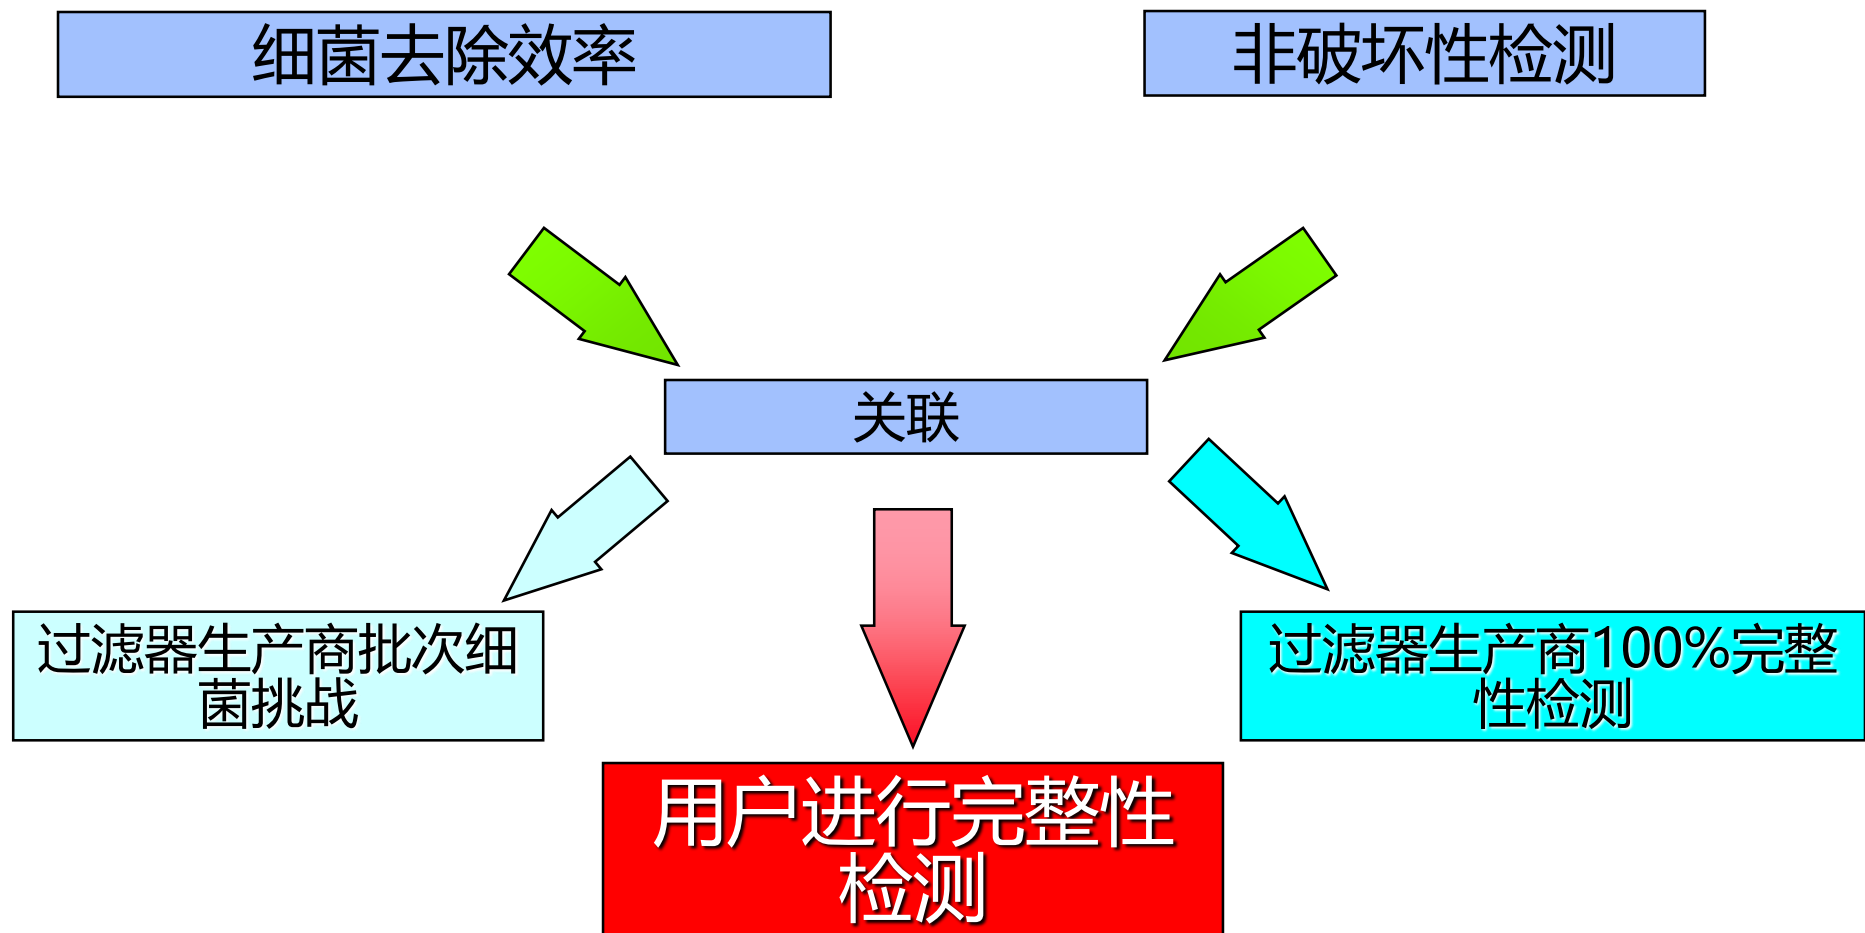 细菌去除效率
非破坏性检测
关联
过滤器生产商批次细
菌挑战
过滤器生产商100%完整
性检测
用户进行完整性
检测